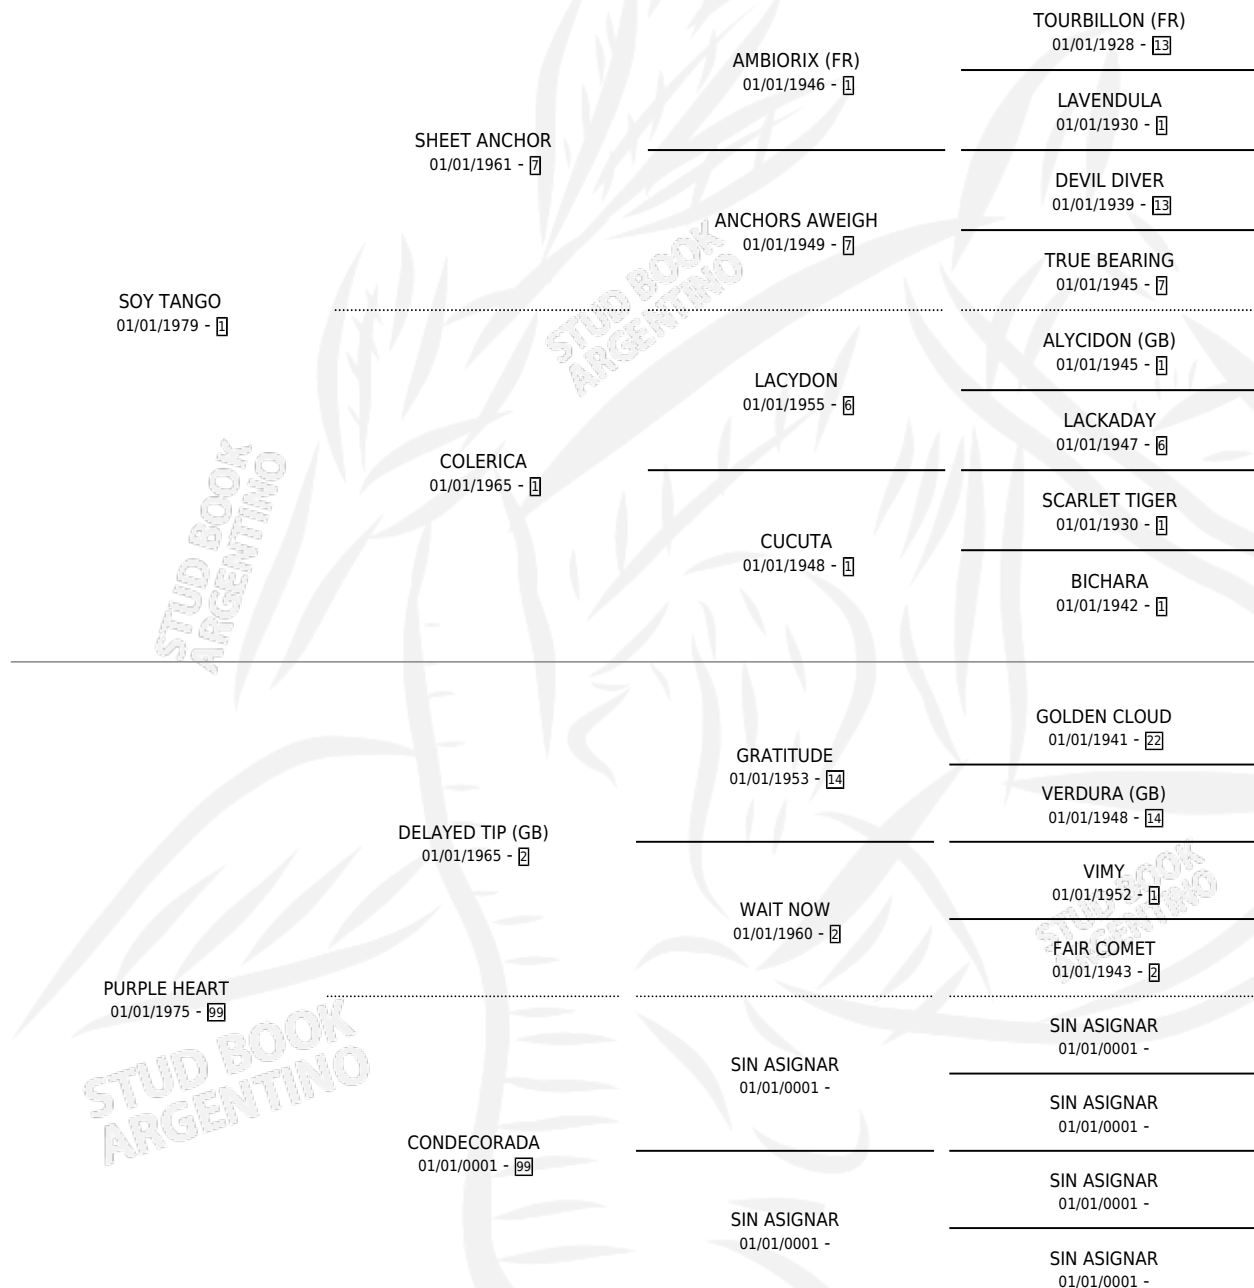 TOURBILLON (FR)
01/01/1928 - 13
AMBIORIX (FR)
01/01/1946 - 1
LAVENDULA
01/01/1930 - 1
SHEET ANCHOR
01/01/1961 - 7
DEVIL DIVER
01/01/1939 - 13
ANCHORS AWEIGH
01/01/1949 - 7
TRUE BEARING
01/01/1945 - 7
SOY TANGO
01/01/1979 - 1
ALYCIDON (GB)
01/01/1945 - 1
LACYDON
01/01/1955 - 6
LACKADAY
01/01/1947 - 6
COLERICA
01/01/1965 - 1
SCARLET TIGER
01/01/1930 - 1
CUCUTA
01/01/1948 - 1
BICHARA
01/01/1942 - 1
GOLDEN CLOUD
01/01/1941 - 22
GRATITUDE
01/01/1953 - 14
VERDURA (GB)
01/01/1948 - 14
DELAYED TIP (GB)
01/01/1965 - 2
VIMY
01/01/1952 - 1
WAIT NOW
01/01/1960 - 2
FAIR COMET
01/01/1943 - 2
PURPLE HEART
01/01/1975 - 99
SIN ASIGNAR
01/01/0001 -
SIN ASIGNAR
01/01/0001 -
SIN ASIGNAR
01/01/0001 -
CONDECORADA
01/01/0001 - 99
SIN ASIGNAR
01/01/0001 -
SIN ASIGNAR
01/01/0001 -
SIN ASIGNAR
01/01/0001 -
STUD BOOK
ARGENTINO
STUD BOOK
ARGENTINO
STUD BOOK
ARGENTINO
STUD BOOK
ARGENTINO